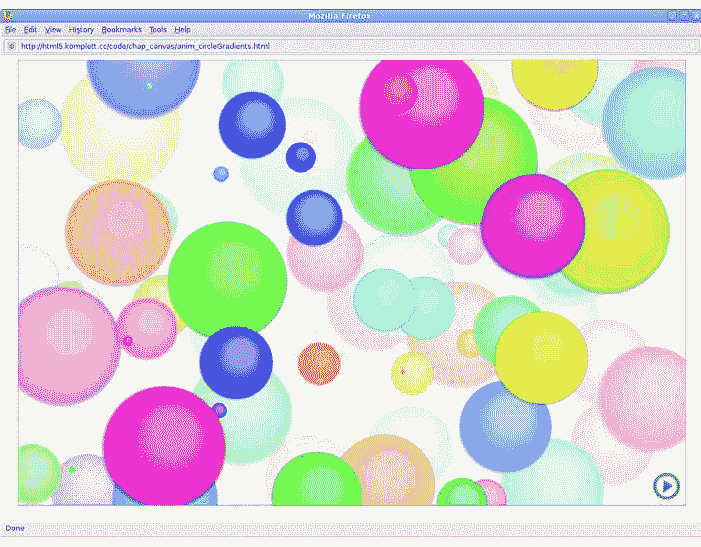 Mozilla Firefox
File Edit View History Bookmarks Tools Help
http://html5.komplett.cc/code/chap_canvas/anim_circleGradients.html
Done